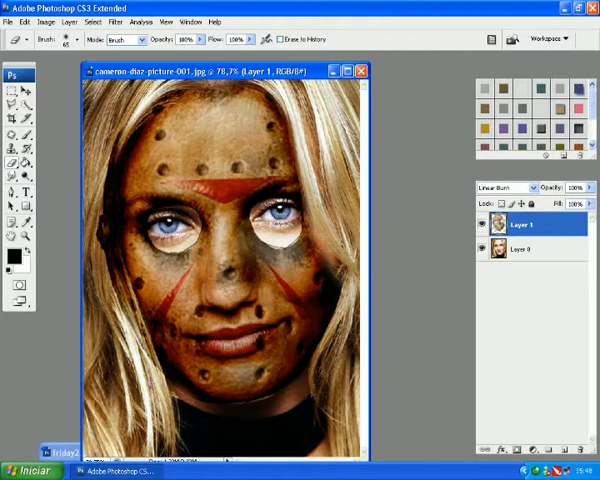 Adobe Photoshop CS3 Extended
File Edit Image Layer Select Filter Analysis View Window Help
Brush: 65 Mode: Brush Opacity: 100% Flow: 100% Erase to History Workspace
Ps
cameron-diaz-picture-001.jpg @ 78,7% (Layer 1, RGB/8#)
Linear Burn Opacity: 100%
Lock: Fill: 100%
Layer 1
Layer 0
friday2
Iniciar
Ps Adobe Photoshop CS...
15:48